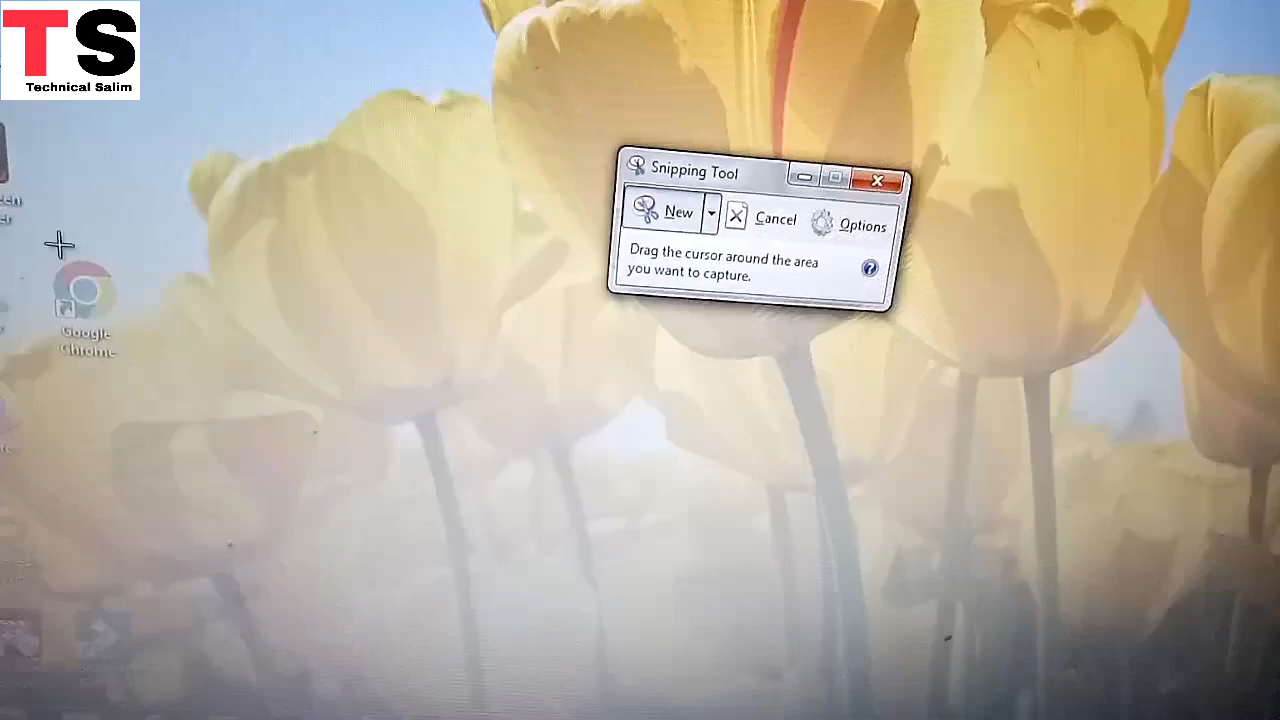 TS
Technical Salim
Snipping Tool
New
Cancel
Options
Drag the cursor around the area
you want to capture.
Google
Chrome